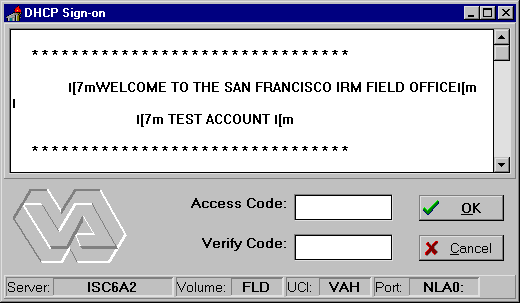 DHCP Sign-on
* * * * * * * * * * * * * * * * * * * * * * * * * * * * * * * *
[7mWELCOME TO THE SAN FRANCISCO IRM FIELD OFFICE[m
[7m TEST ACCOUNT [m
* * * * * * * * * * * * * * * * * * * * * * * * * * * * * * * *
Access Code:
OK
Verify Code:
Cancel
Server: ISC6A2 Volume: FLD UCI: VAH Port: NLA0: